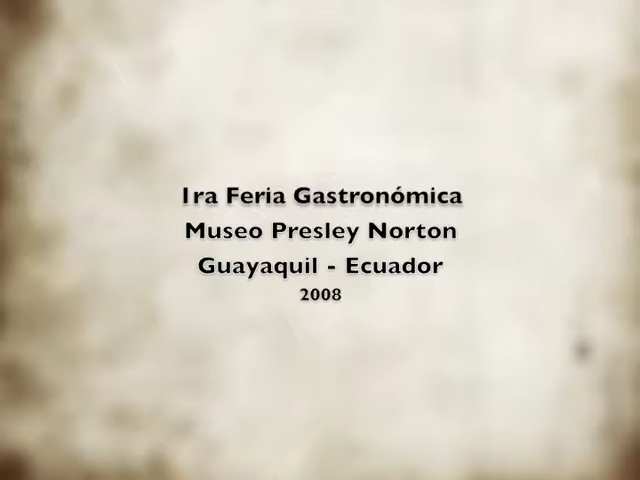 1ra Feria Gastronómica
Museo Presley Norton
Guayaquil - Ecuador
2008